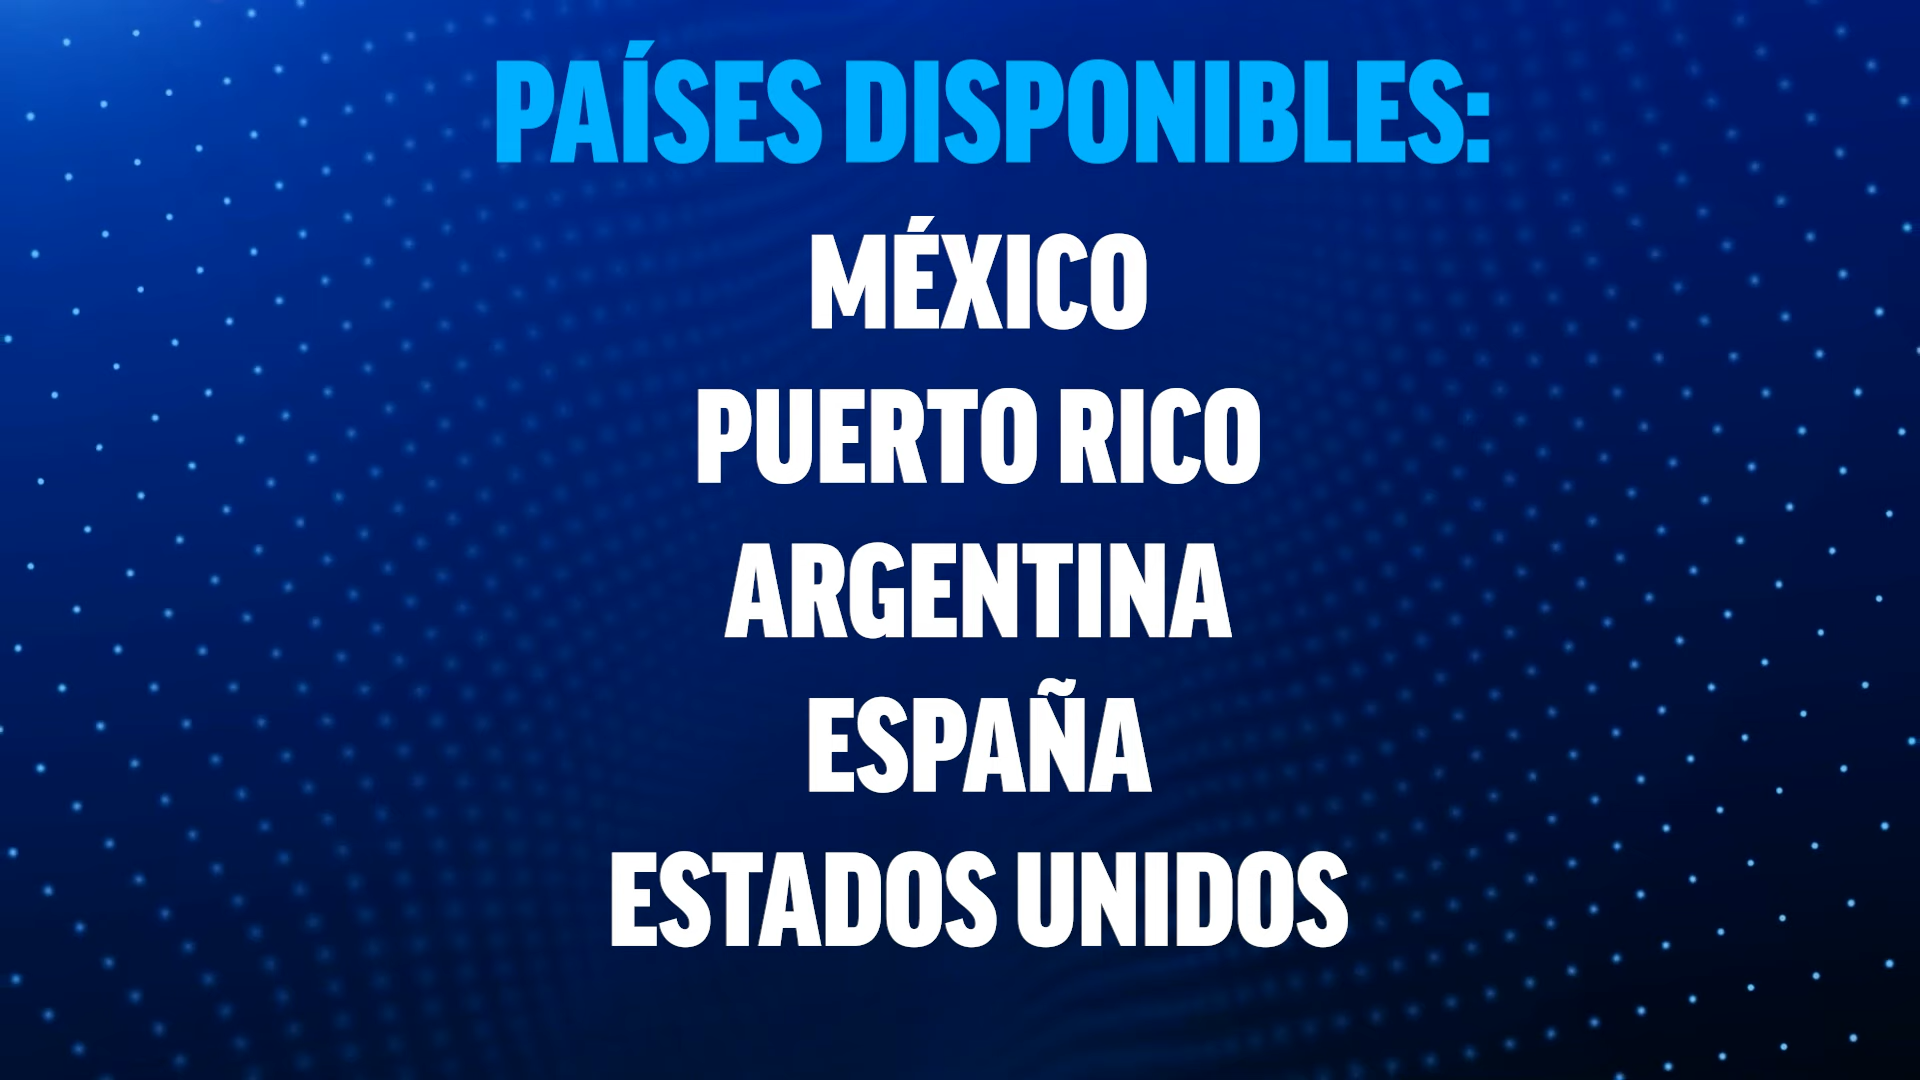 PAÍSES DISPONIBLES:
MÉXICO
PUERTO RICO
ARGENTINA
ESPAÑA
ESTADOS UNIDOS